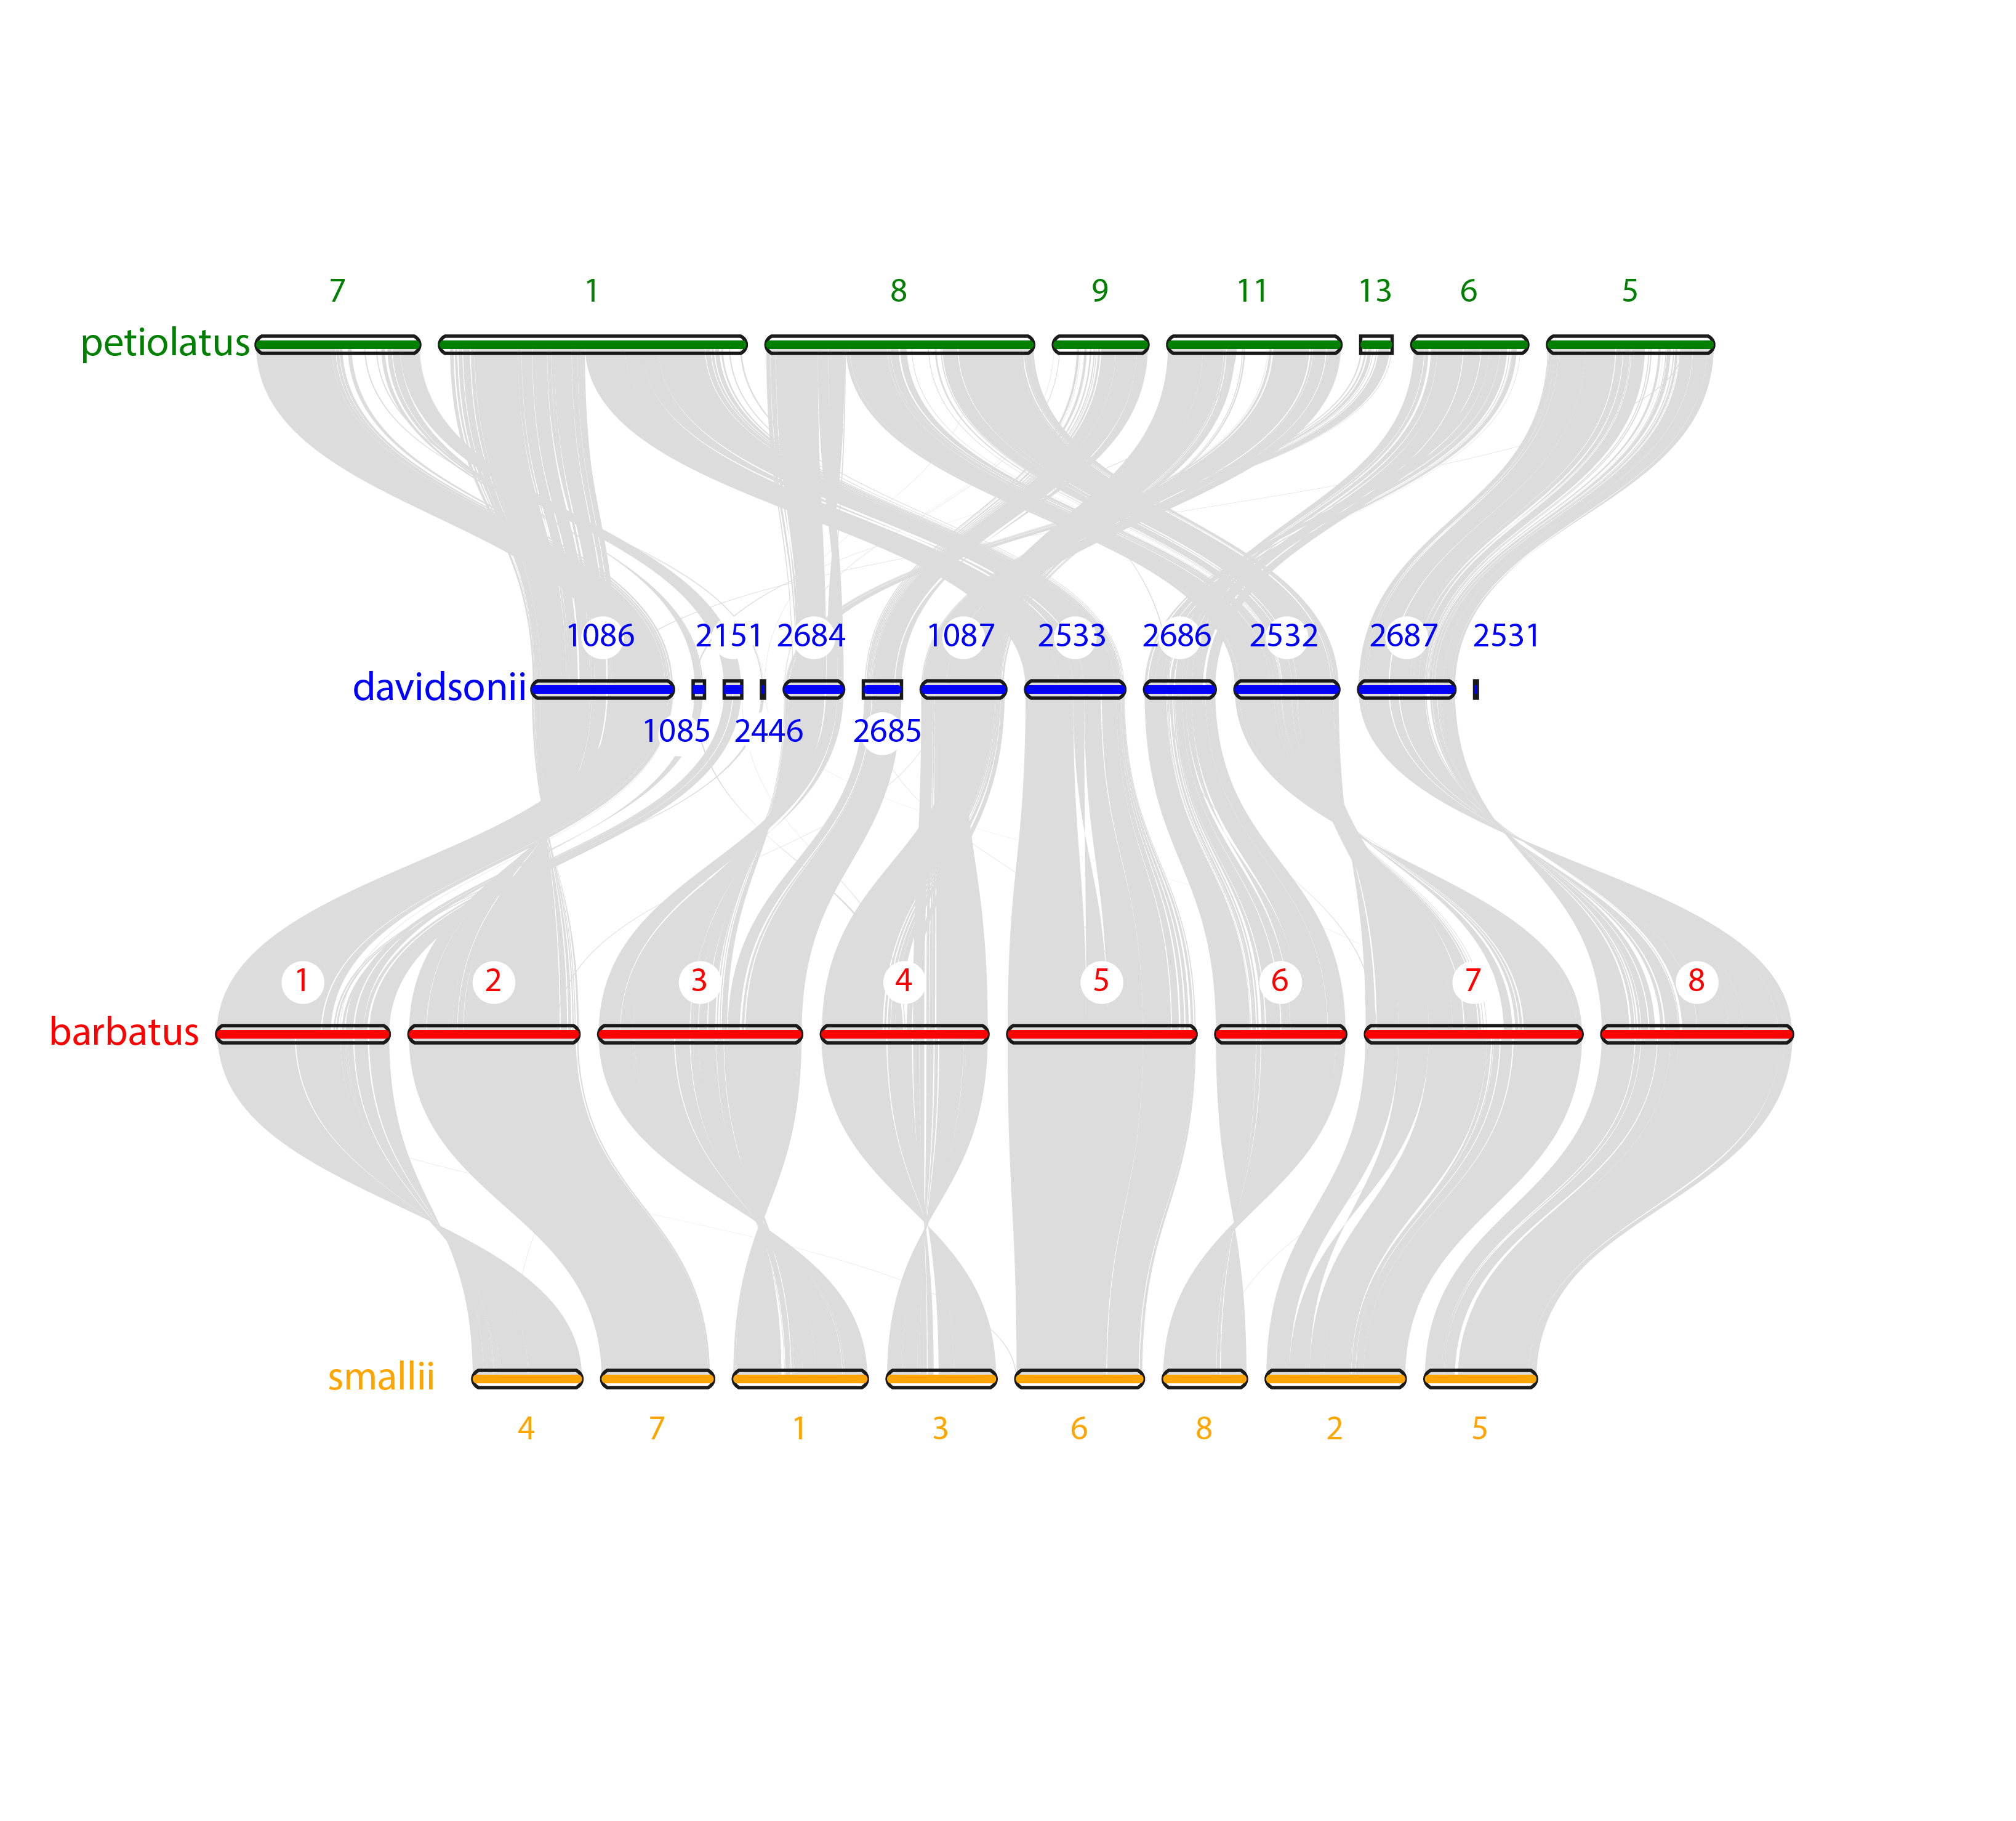 7 1 8 9 11 13 6 5
petiolatus
1086 2151 2684 1087 2533 2686 2532 2687 2531
davidsonii
1085 2446 2685
1 2 3 4 5 6 7 8
barbatus
smallii
4 7 1 3 6 8 2 5